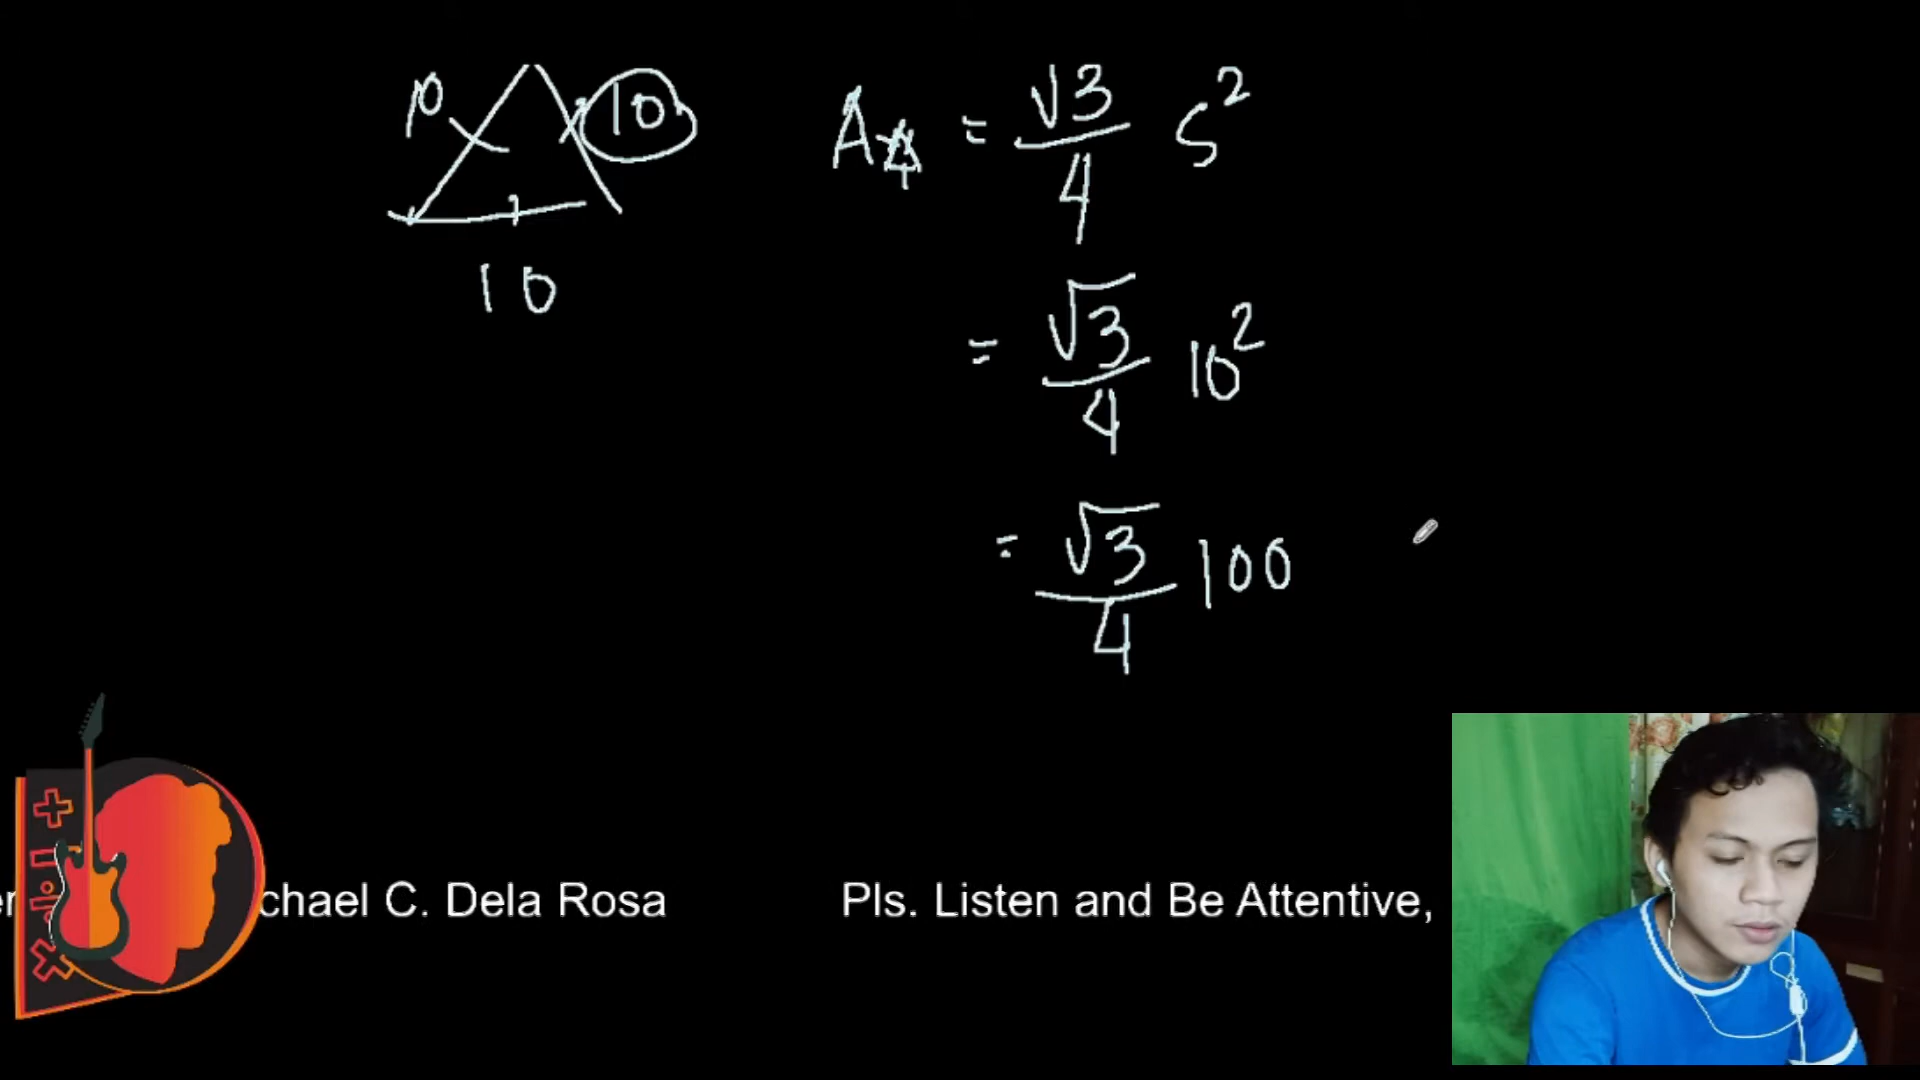 10
10
10
A△ = √3/4 s²
= √3/4 10²
= √3/4 100
chael C. Dela Rosa
Pls. Listen and Be Attentive,